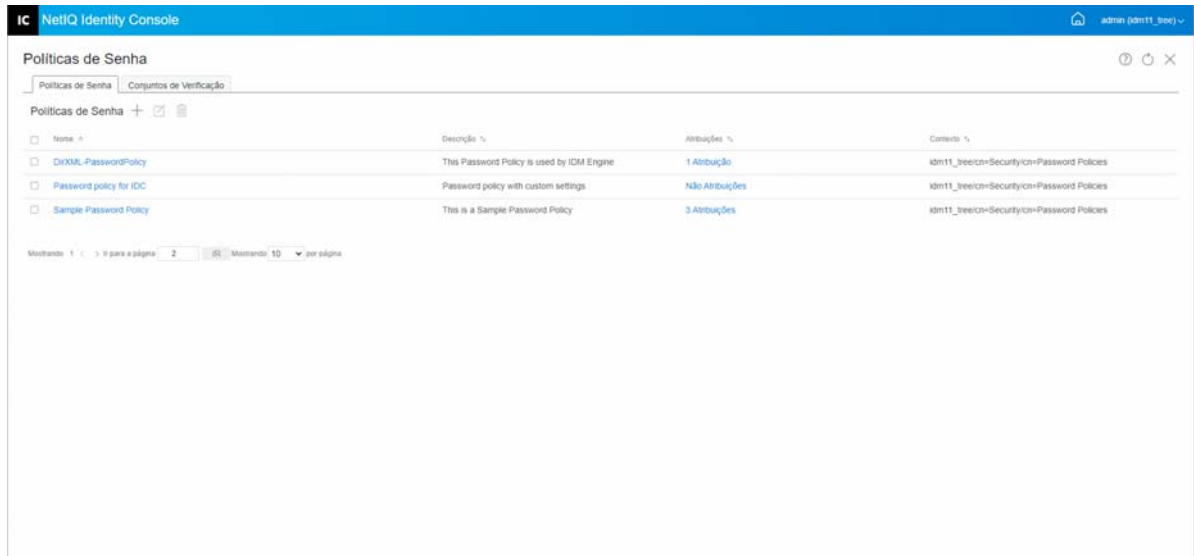 IC NetIQ Identity Console admin (idm11_tree)
Políticas de Senha
Políticas de Senha Conjuntos de Verificação
Políticas de Senha
Nome Descrição Atribuições Contexto
DirXML-PasswordPolicy This Password Policy is used by IDM Engine 1 Atribuição idm11_tree/cn=Security/cn=Password Policies
Password policy for IDC Password policy with custom settings Não Atribuições idm11_tree/cn=Security/cn=Password Policies
Sample Password Policy This is a Sample Password Policy 3 Atribuições idm11_tree/cn=Security/cn=Password Policies
Mostrando 1 Ir para a página 2 IR Mostrando 10 por página